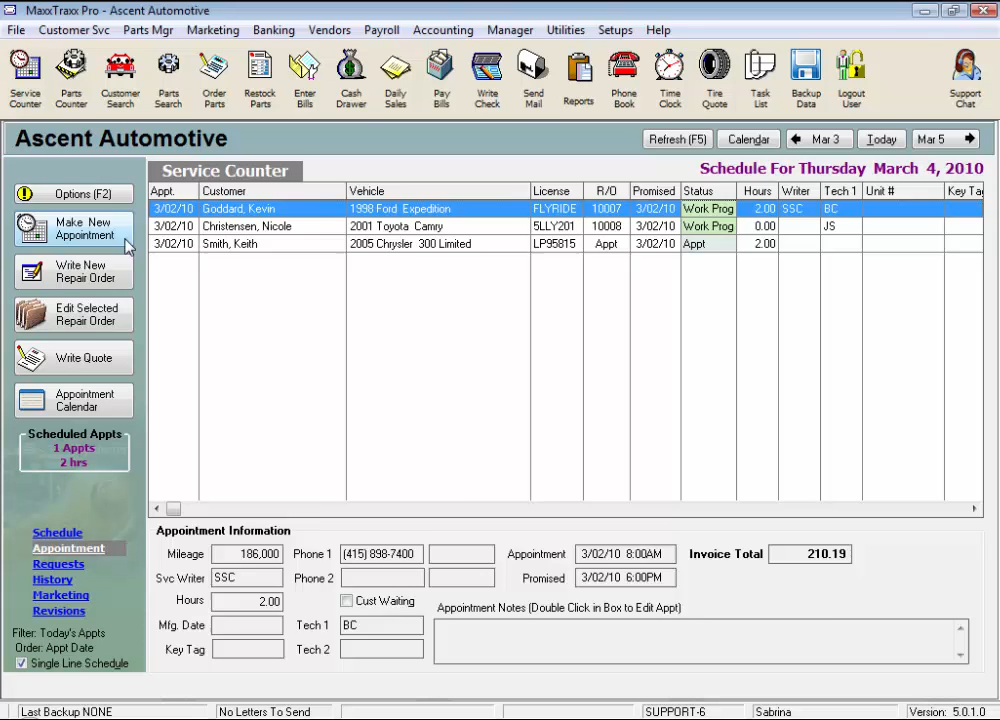 MaxxTraxx Pro - Ascent Automotive
File Customer Svc Parts Mgr Marketing Banking Vendors Payroll Accounting Manager Utilities Setups Help
Service Counter Parts Counter Customer Search Parts Search Order Parts Restock Parts Enter Bills Cash Drawer Daily Sales Pay Bills Write Check Send Mail Reports Phone Book Time Clock Tire Quote Task List Backup Data Logout User Support Chat
Ascent Automotive Refresh (F5) Calendar Mar 3 Today Mar 5
Service Counter Schedule For Thursday March 4, 2010
Options (F2)
Make New Appointment
Write New Repair Order
Edit Selected Repair Order
Write Quote
Appointment Calendar
Scheduled Appts
1 Appts
2 hrs
Schedule
Appointment
Requests
History
Marketing
Revisions
Filter: Today's Appts
Order: Appt Date
Single Line Schedule
Appt. Customer Vehicle License R/O Promised Status Hours Writer Tech 1 Unit # Key Tag
3/02/10 Goddard, Kevin 1998 Ford Expedition FLYRIDE 10007 3/02/10 Work Prog 2.00 SSC BC
3/02/10 Christensen, Nicole 2001 Toyota Camry 5LLY201 10008 3/02/10 Work Prog 0.00 JS
3/02/10 Smith, Keith 2005 Chrysler 300 Limited LP95815 Appt 3/02/10 Appt 2.00
Appointment Information
Mileage 186,000 Phone 1 (415) 898-7400 Appointment 3/02/10 8:00AM Invoice Total 210.19
Svc Writer SSC Phone 2 Promised 3/02/10 6:00PM
Hours 2.00 Cust Waiting Appointment Notes (Double Click in Box to Edit Appt)
Mfg. Date Tech 1 BC
Key Tag Tech 2
Last Backup NONE No Letters To Send SUPPORT-6 Sabrina Version: 5.0.1.0